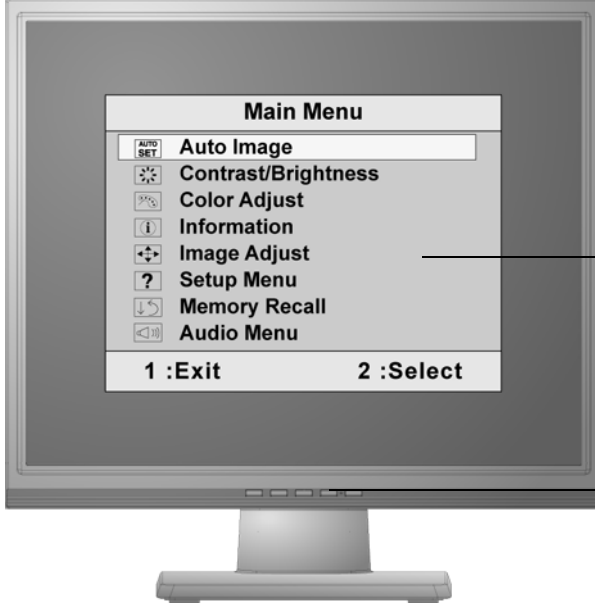 Main Menu
AUTO SET Auto Image
Contrast/Brightness
Color Adjust
Information
Image Adjust
? Setup Menu
Memory Recall
Audio Menu
1 :Exit 2 :Select